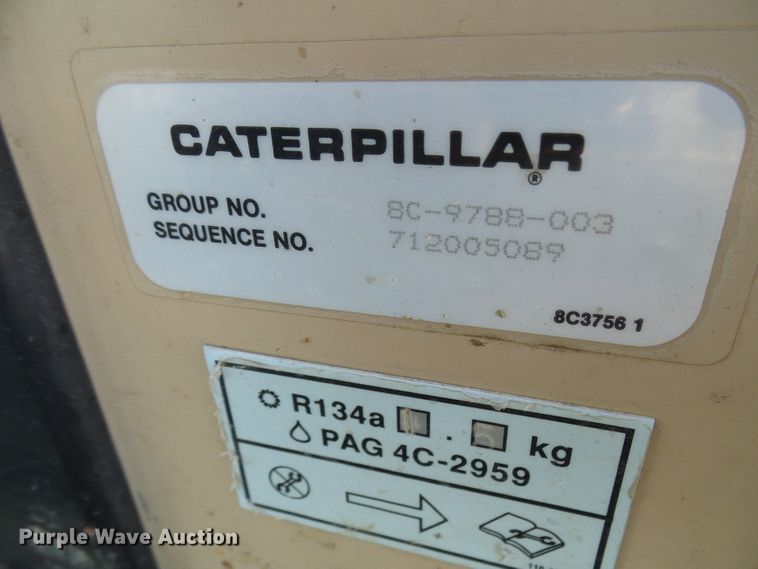 CATERPILLAR®
GROUP NO. 8C-9788-003
SEQUENCE NO. 712005089
8C3756 1
R134a . kg
PAG 4C-2959
Purple Wave Auction